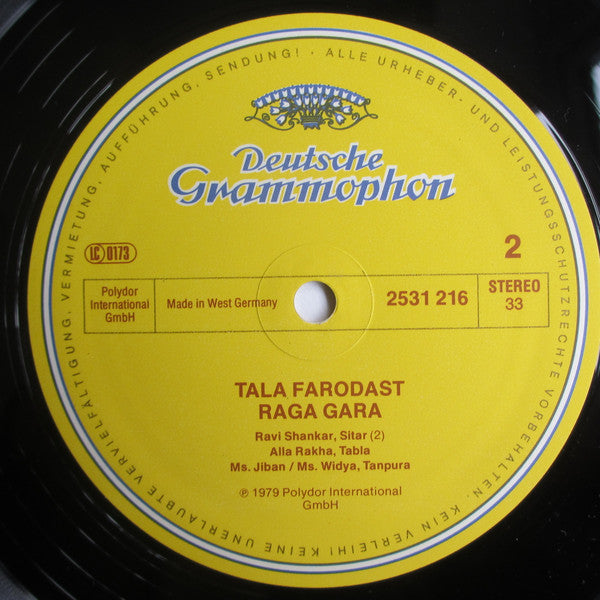 ALLE URHEBER- UND LEISTUNGSSCHUTZRECHTE VORBEHALTEN. KEIN VERLEIH! KEINE UNERLAUBTE VERVIELFÄLTIGUNG, VERMIETUNG, AUFFÜHRUNG, SENDUNG! ·
Deutsche
Grammophon
LC 0173
2
Polydor
International
GmbH
Made in West Germany
2531 216
STEREO
33
TALA FARODAST
RAGA GARA
Ravi Shankar, Sitar (2)
Alla Rakha, Tabla
Ms. Jiban / Ms. Widya, Tanpura
℗ 1979 Polydor International
GmbH